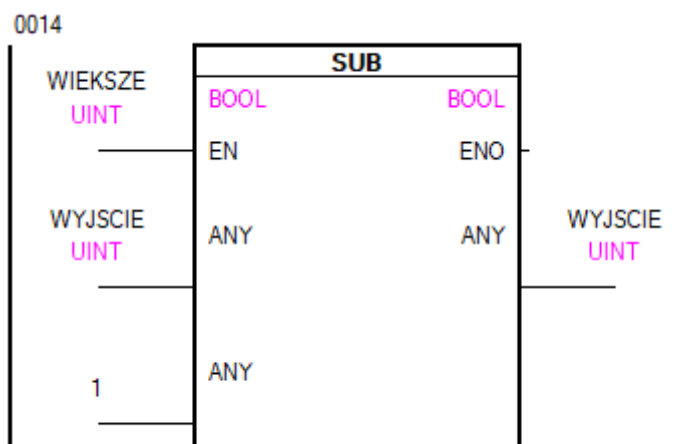 0014
SUB
WIEKSZE
UINT
BOOL BOOL
EN ENO
WYJSCIE
UINT
ANY ANY
WYJSCIE
UINT
1
ANY